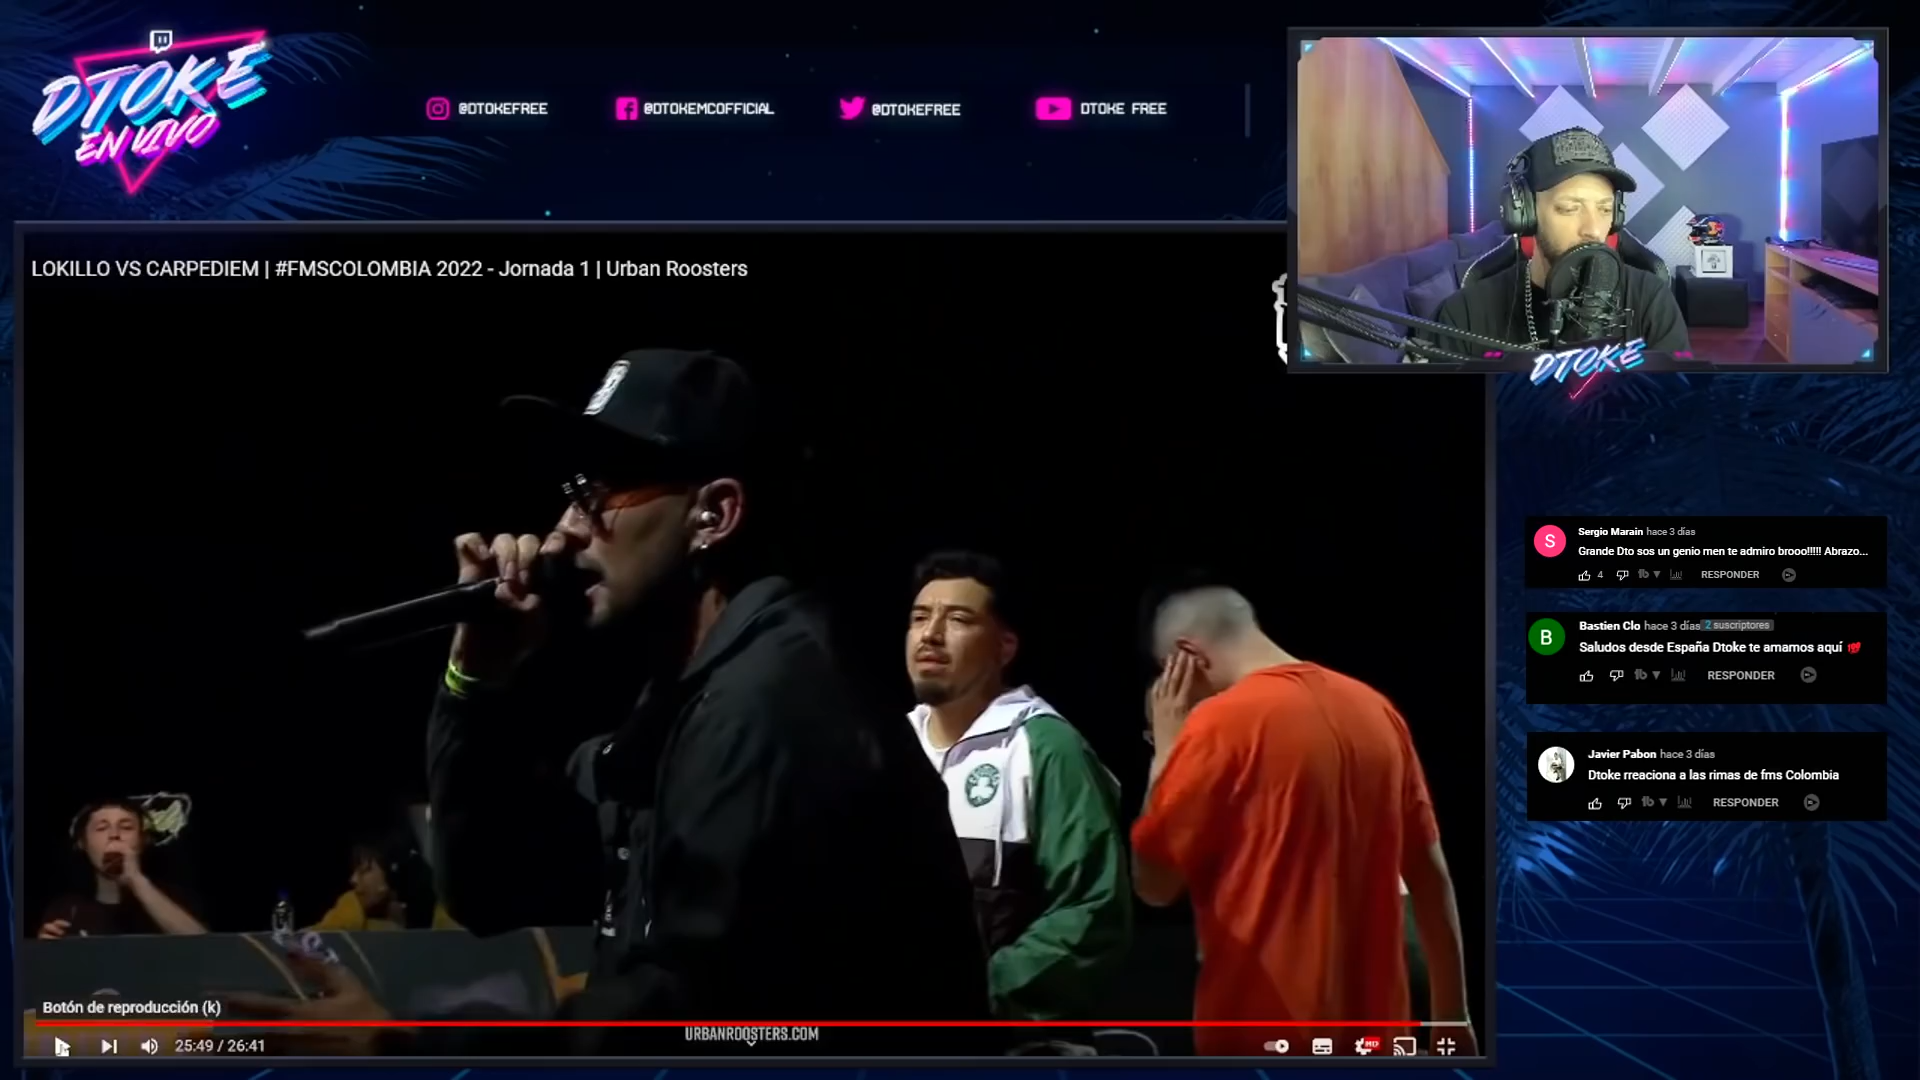 DTOKE
EN VIVO
@DTOKEFREE
@DTOKEMCOFFICIAL
@DTOKEFREE
DTOKE FREE
LOKILLO VS CARPEDIEM | #FMSCOLOMBIA 2022 - Jornada 1 | Urban Roosters
DTOKE
S
Sergio Marain hace 3 días
Grande Dto sos un genio men te admiro brooo!!!!! Abrazo...
4 RESPONDER
B
Bastien Clo hace 3 días 2 suscriptores
Saludos desde España Dtoke te amamos aquí 💯
RESPONDER
Javier Pabon hace 3 días
Dtoke rreaciona a las rimas de fms Colombia
RESPONDER
Botón de reproducción (k)
URBANROOSTERS.COM
25:49 / 26:41
HD